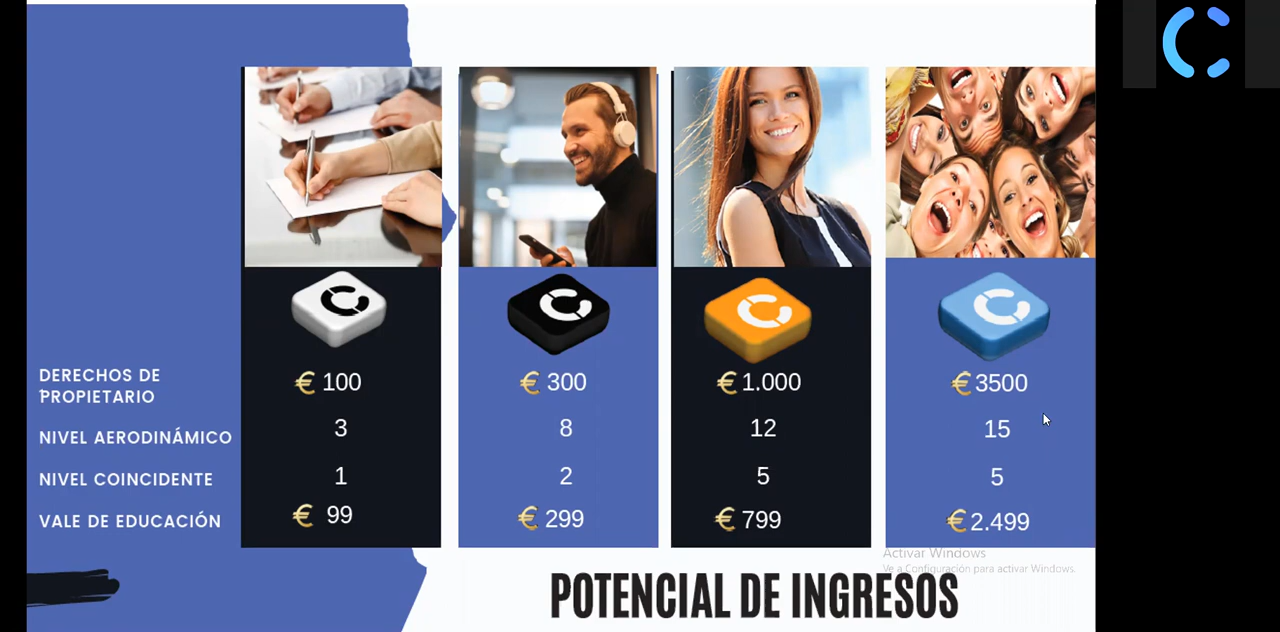 DERECHOS DE
PROPIETARIO
€ 100
€ 300
€ 1.000
€ 3500
NIVEL AERODINÁMICO
3
8
12
15
NIVEL COINCIDENTE
1
2
5
5
VALE DE EDUCACIÓN
€ 99
€ 299
€ 799
€ 2.499
Activar Windows
Ve a Configuración para activar Windows.
POTENCIAL DE INGRESOS